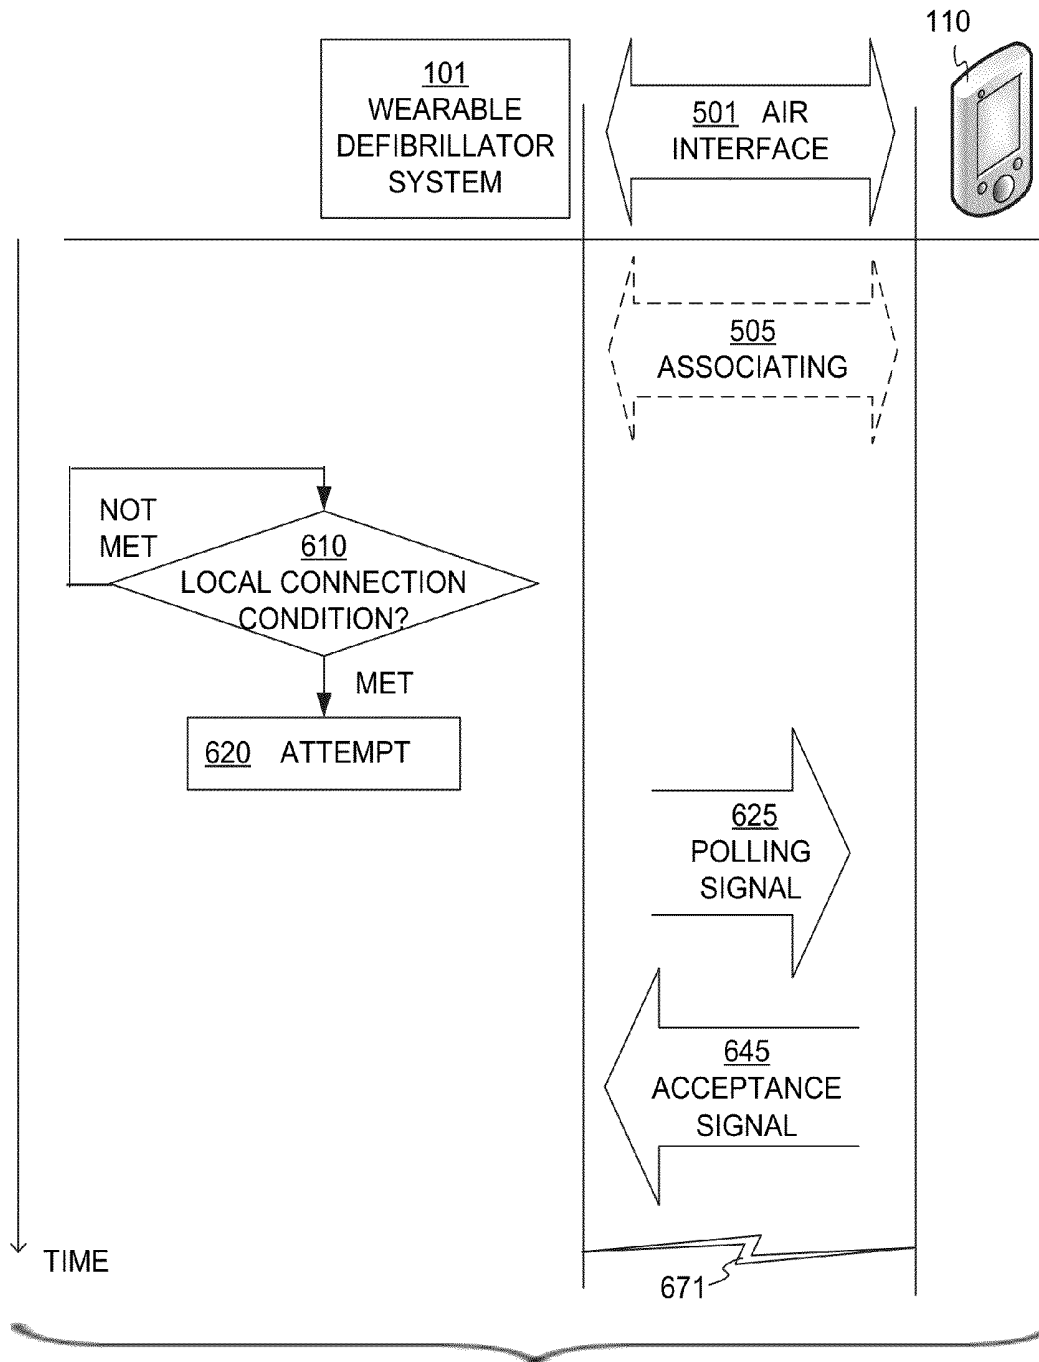 110
101
WEARABLE
DEFIBRILLATOR
SYSTEM
501 AIR
INTERFACE
505
ASSOCIATING
NOT
MET
610
LOCAL CONNECTION
CONDITION?
MET
620 ATTEMPT
625
POLLING
SIGNAL
645
ACCEPTANCE
SIGNAL
TIME
671